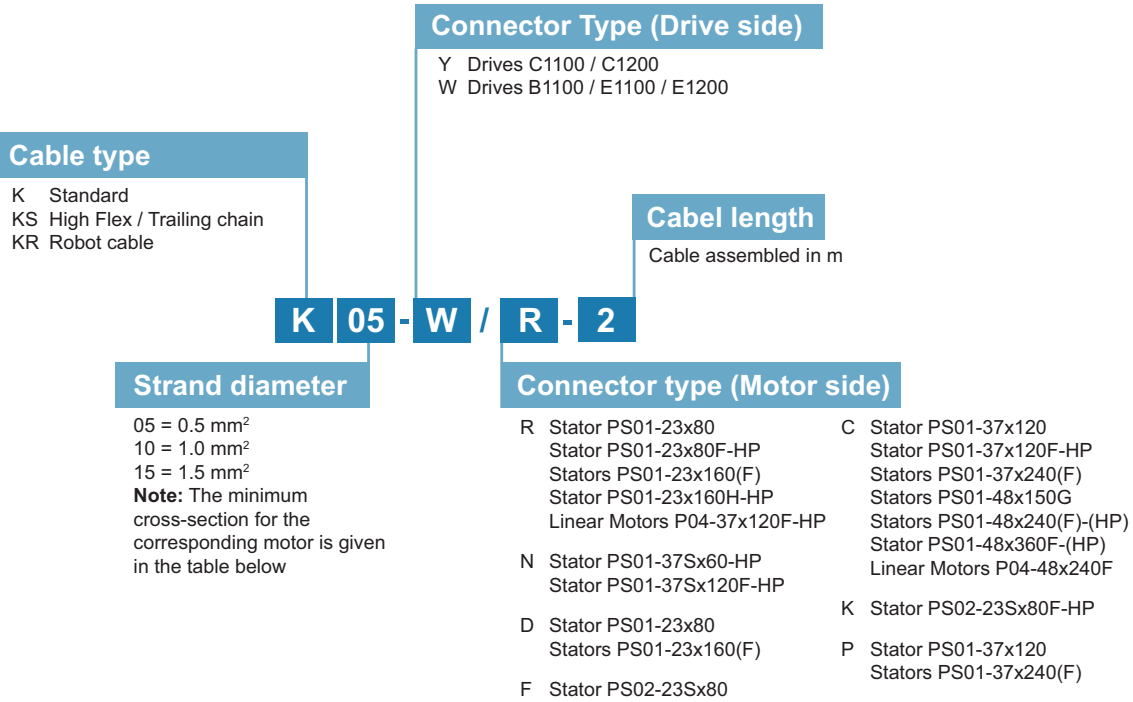 Connector Type (Drive side)
Y Drives C1100 / C1200
W Drives B1100 / E1100 / E1200
Cable type
K Standard
KS High Flex / Trailing chain
KR Robot cable
Cabel length
Cable assembled in m
K 05 - W / R - 2
Strand diameter
05 = 0.5 mm²
10 = 1.0 mm²
15 = 1.5 mm²
Note: The minimum
cross-section for the
corresponding motor is given
in the table below
Connector type (Motor side)
R Stator PS01-23x80
Stator PS01-23x80F-HP
Stators PS01-23x160(F)
Stator PS01-23x160H-HP
Linear Motors P04-37x120F-HP
N Stator PS01-37Sx60-HP
Stator PS01-37Sx120F-HP
D Stator PS01-23x80
Stators PS01-23x160(F)
F Stator PS02-23Sx80
C Stator PS01-37x120
Stator PS01-37x120F-HP
Stators PS01-37x240(F)
Stators PS01-48x150G
Stators PS01-48x240(F)-(HP)
Stator PS01-48x360F-(HP)
Linear Motors P04-48x240F
K Stator PS02-23Sx80F-HP
P Stator PS01-37x120
Stators PS01-37x240(F)